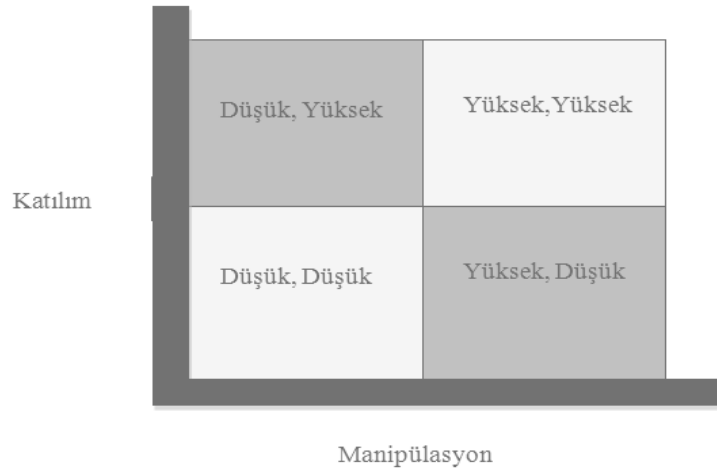 Düşük, Yüksek
Yüksek,Yüksek
Katılım
Düşük, Düşük
Yüksek, Düşük
Manipülasyon